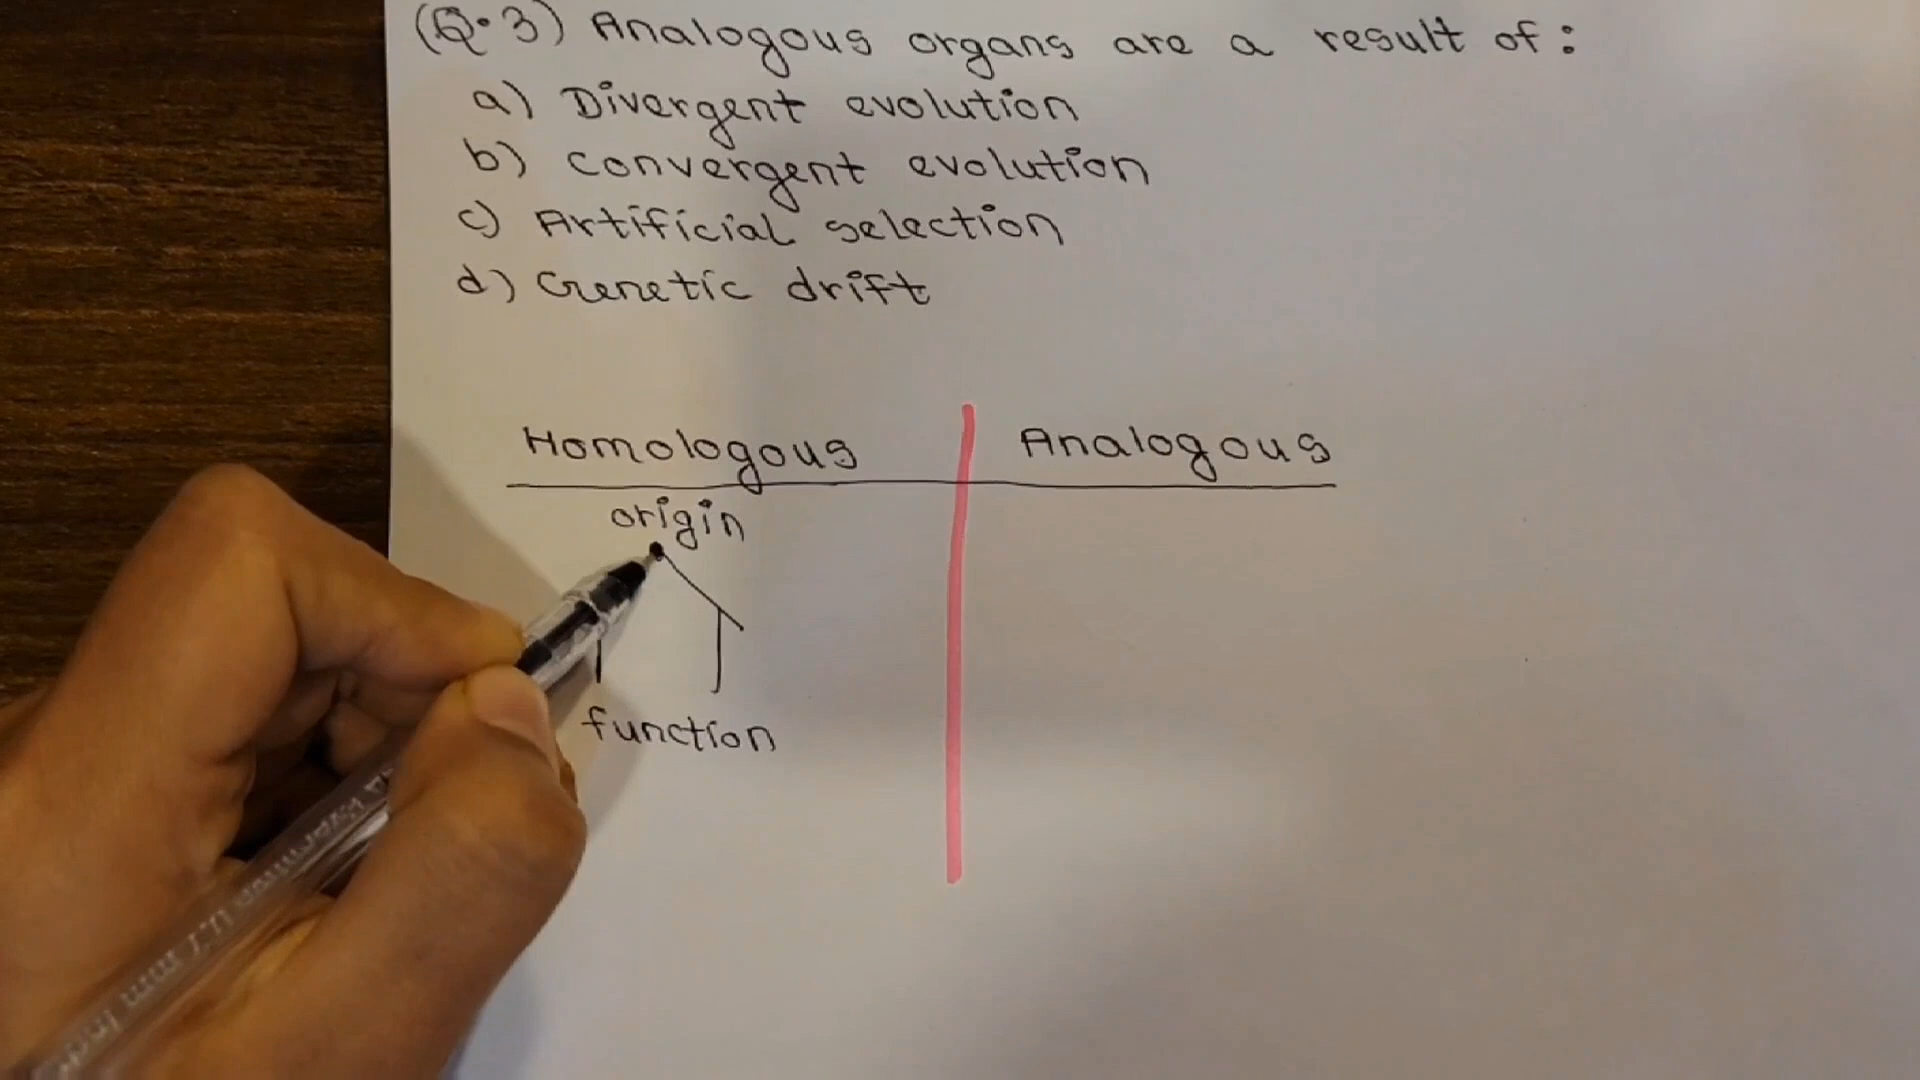 (Q.3) Analogous organs are a result of:
a) Divergent evolution
b) convergent evolution
c) Artificial selection
d) Genetic drift
Homologous
Analogous
origin
function